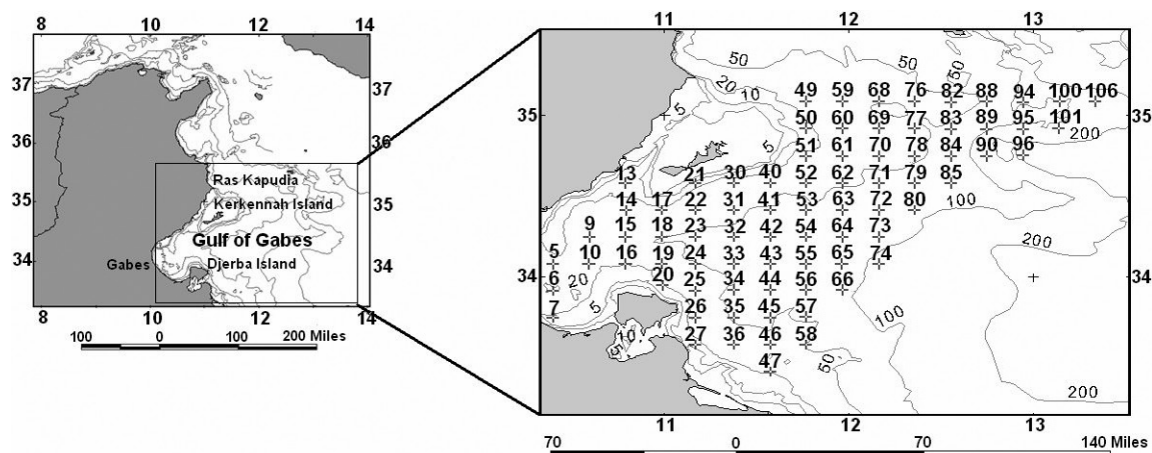 8 10 12 14
37 37
36 36
35 35
34 34
Ras Kapudia
Kerkennah Island
Gulf of Gabes
Gabes
Djerba Island
8 10 12 14
100 0 100 200 Miles
11 12 13
50 50 50 100
20
10
5
49 59 68 76 82 88 94 100 106
35 35
50 60 69 77 83 89 95 101
200
5
51 61 70 78 84 90 96
13 21 30 40 52 62 71 79 85
14 17 22 31 41 53 63 72 80
100
9 15 18 23 32 42 54 64 73
200
5 10 16 19 24 33 43 55 65 74
34 34
6 20 20 25 34 44 56 66
7 5 26 35 45 57
100
10 27 36 46 58
5
47 50
200
11 12 13
70 0 70 140 Miles